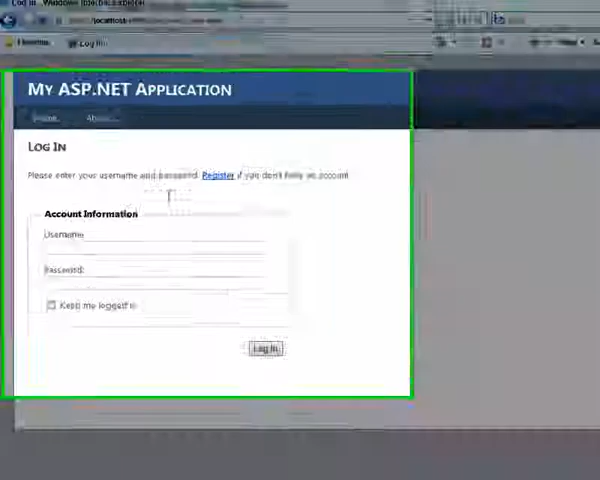 Log In - Windows Internet Explorer
Log In
MY ASP.NET APPLICATION
Home
About
LOG IN
Please enter your username and password. Register if you don't have an account.
Account Information
Username:
Password:
Keep me logged in
Log In